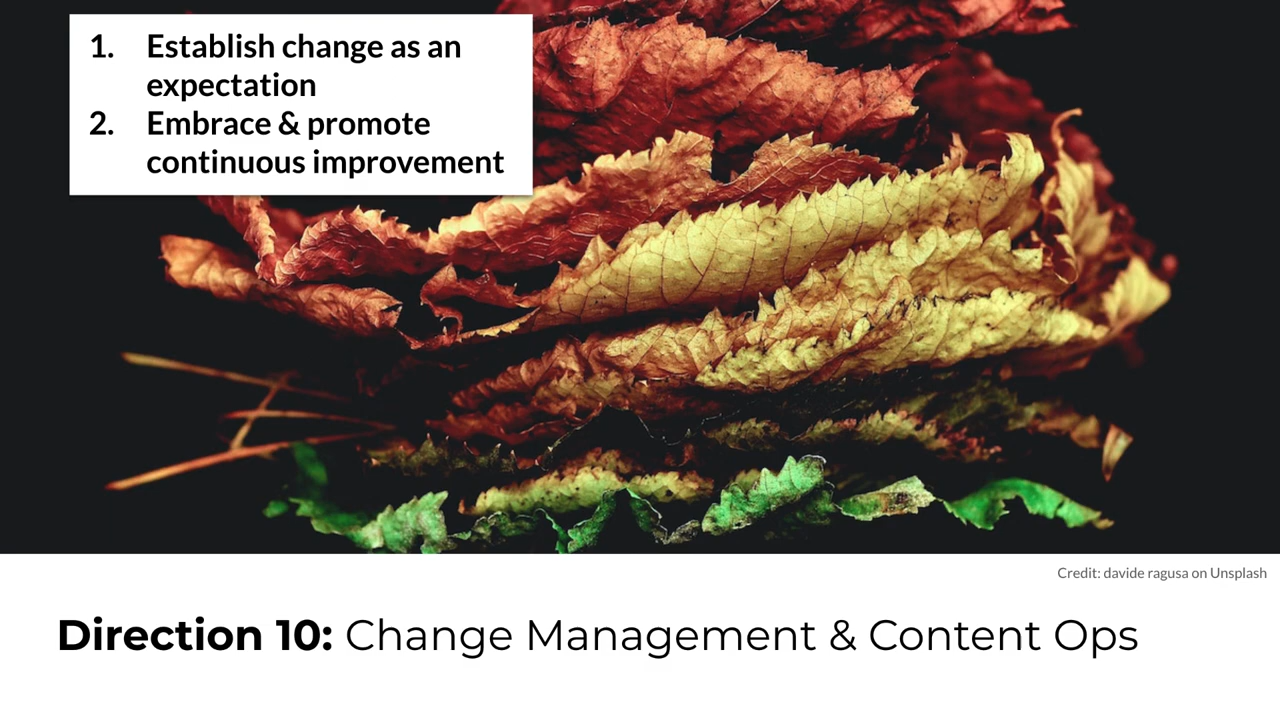 1. Establish change as an
expectation
2. Embrace & promote
continuous improvement
Credit: davide ragusa on Unsplash
Direction 10: Change Management & Content Ops